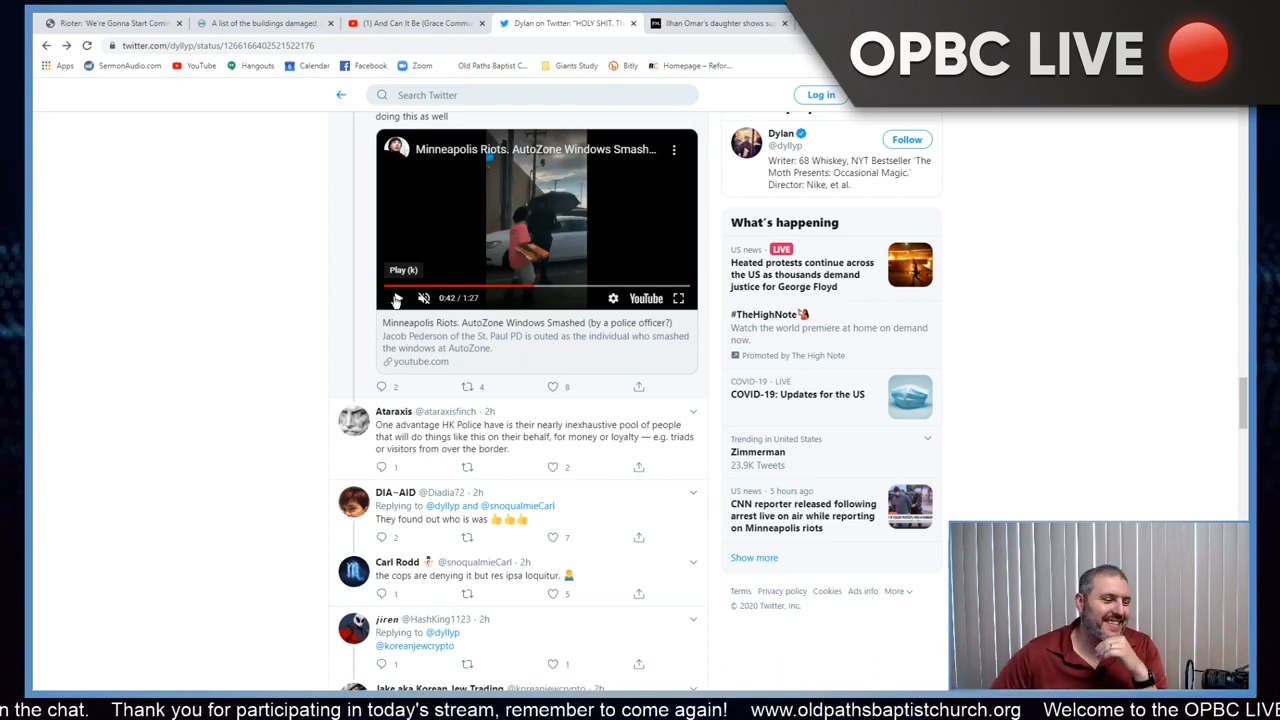 Rioter: 'We're Gonna Start Comin
A list of the buildings damaged,
(1) And Can It Be (Grace Commu
Dylan on Twitter: "HOLY SHIT. Th
Ilhan Omar's daughter shows su
OPBC LIVE
twitter.com/dyllyp/status/1266166402521522176
Apps SermonAudio.com YouTube Hangouts Calendar Facebook Zoom Old Paths Baptist C... Giants Study Bitly Homepage – Refor...
Search Twitter
Log in
doing this as well
Minneapolis Riots. AutoZone Windows Smash...
Play (k)
0:42 / 1:27
YouTube
Minneapolis Riots. AutoZone Windows Smashed (by a police officer?)
Jacob Pederson of the St. Paul PD is outed as the individual who smashed
the windows at AutoZone.
youtube.com
2 4 8
Ataraxis @ataraxisfinch · 2h
One advantage HK Police have is their nearly inexhaustive pool of people
that will do things like this on their behalf, for money or loyalty — e.g. triads
or visitors from over the border.
1 2
DIA~AID @Diadia72 · 2h
Replying to @dyllyp and @snoqualmieCarl
They found out who is was 👍👍👍
2 7
Carl Rodd @snoqualmieCarl · 2h
the cops are denying it but res ipsa loquitur.
1 5
jiren @HashKing1123 · 2h
Replying to @dyllyp
@koreanjewcrypto
1 1
Jake aka Korean Jew Trading @koreanjewcrypto · 2h
Dylan
@dyllyp
Follow
Writer: 68 Whiskey, NYT Bestseller 'The
Moth Presents: Occasional Magic.'
Director: Nike, et al.
What's happening
US news · LIVE
Heated protests continue across
the US as thousands demand
justice for George Floyd
#TheHighNote
Watch the world premiere at home on demand
now.
Promoted by The High Note
COVID-19 · LIVE
COVID-19: Updates for the US
Trending in United States
Zimmerman
23.9K Tweets
US news · 5 hours ago
CNN reporter released following
arrest live on air while reporting
on Minneapolis riots
Show more
Terms Privacy policy Cookies Ads info More
© 2020 Twitter, Inc.
n the chat. Thank you for participating in today's stream, remember to come again! www.oldpathsbaptistchurch.org Welcome to the OPBC LIVE